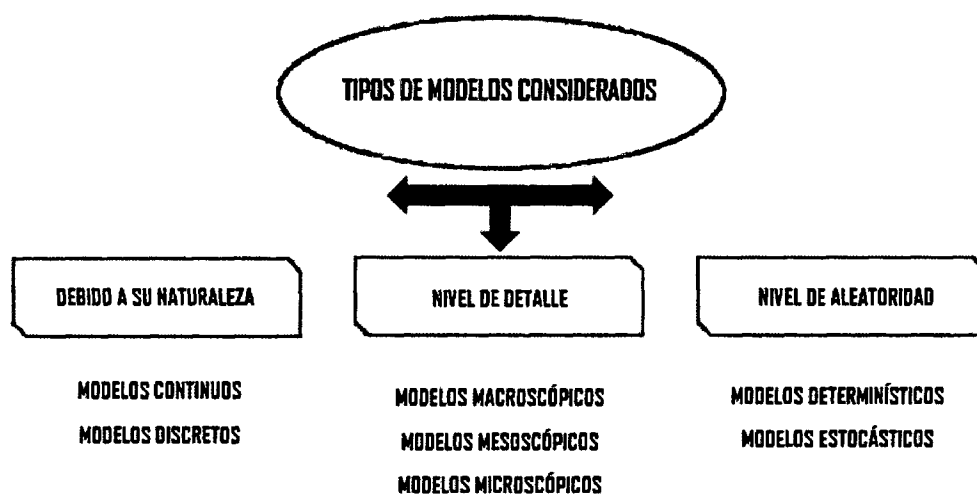 TIPOS DE MODELOS CONSIDERADOS
DEBIDO A SU NATURALEZA
MODELOS CONTINUOS
MODELOS DISCRETOS
NIVEL DE DETALLE
MODELOS MACROSCÓPICOS
MODELOS MESOSCÓPICOS
MODELOS MICROSCÓPICOS
NIVEL DE ALEATORIDAD
MODELOS DETERMINÍSTICOS
MODELOS ESTOCÁSTICOS